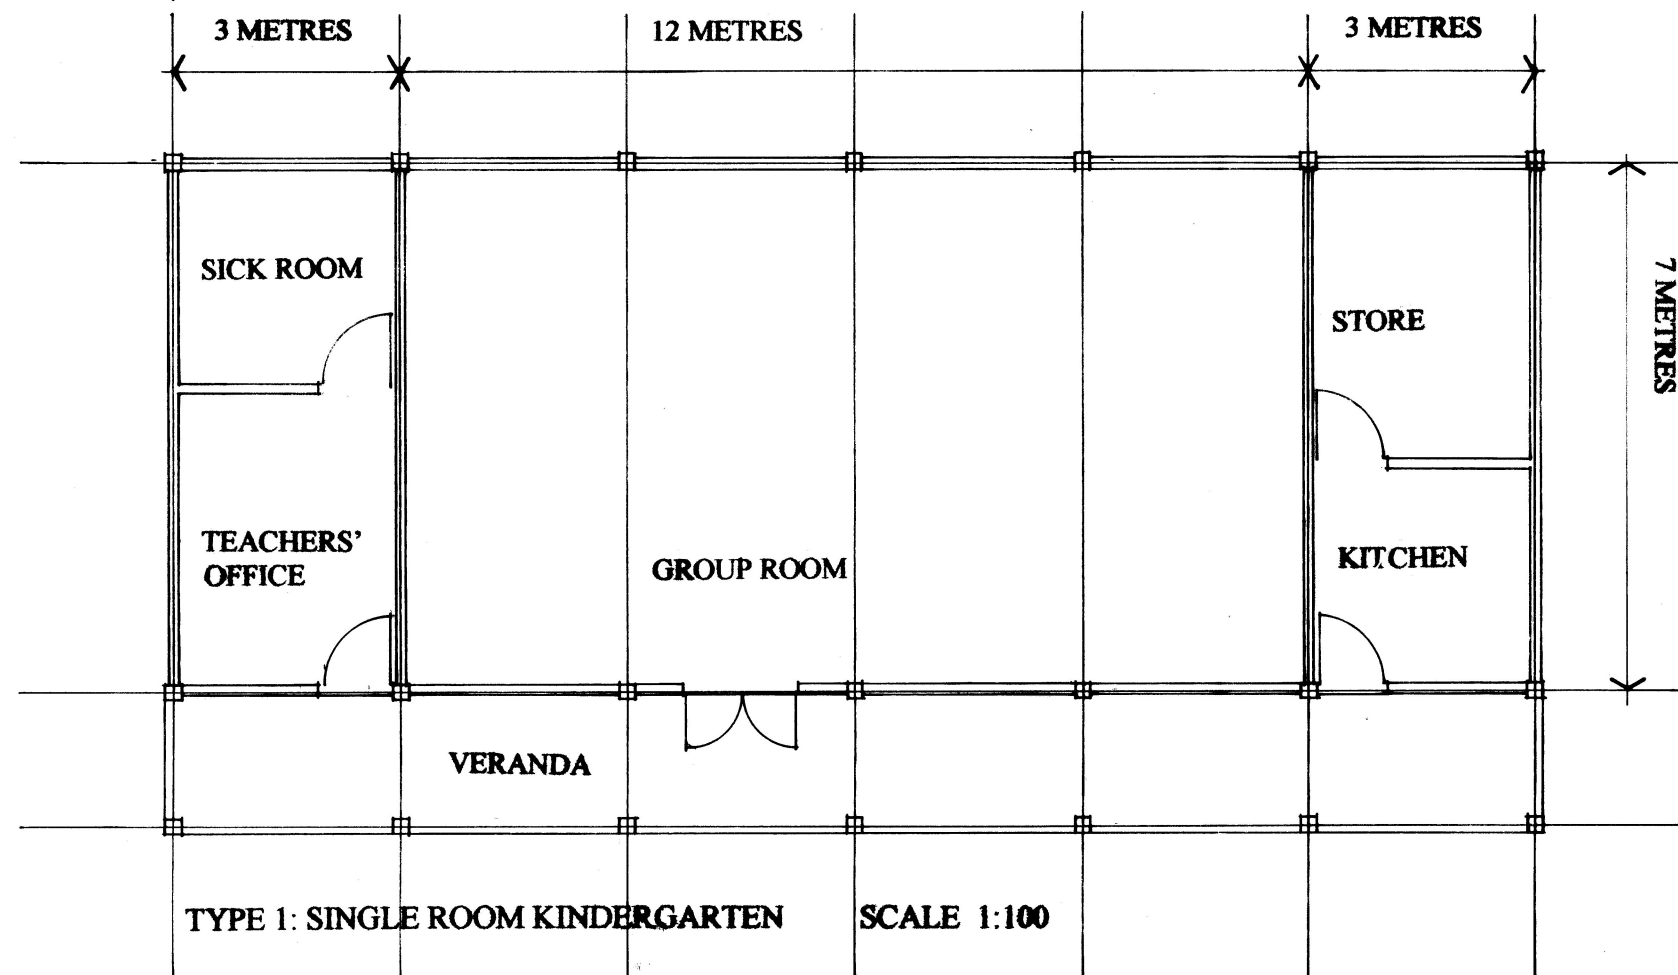 3 METRES
12 METRES
3 METRES
SICK ROOM
STORE
7 METRES
TEACHERS’
OFFICE
GROUP ROOM
KITCHEN
VERANDA
TYPE 1: SINGLE ROOM KINDERGARTEN SCALE 1:100